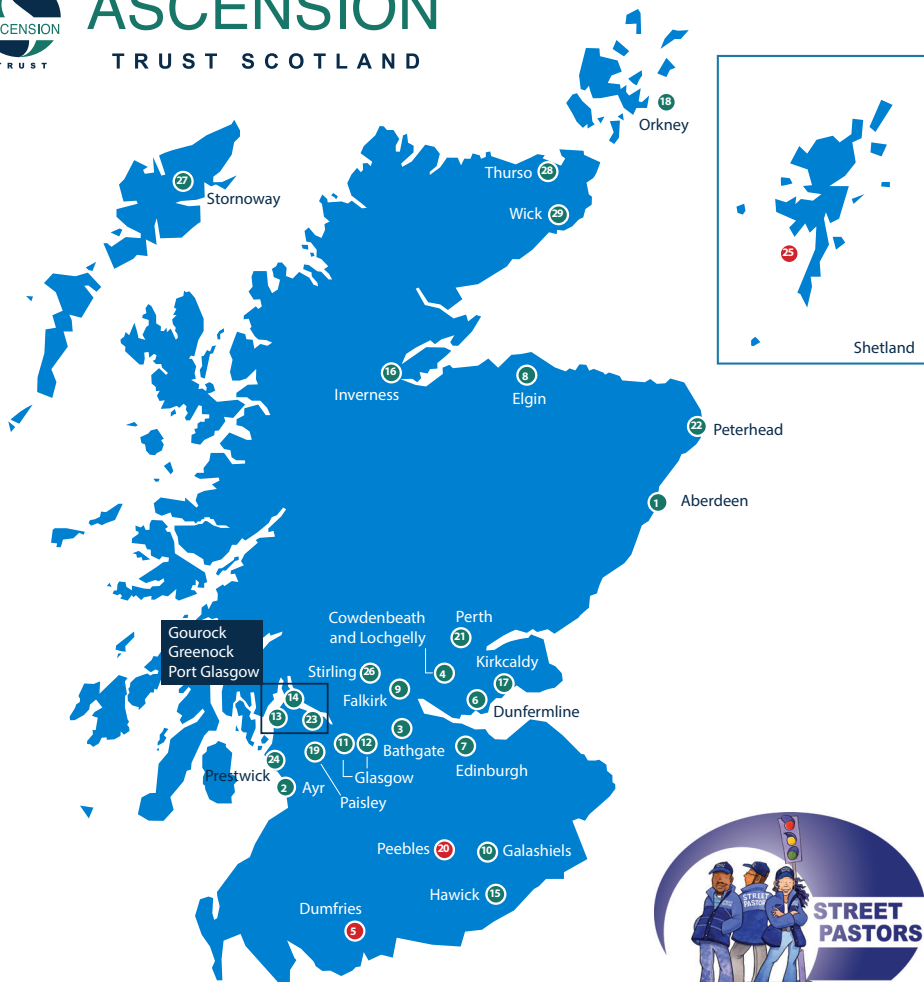 CENSION
TRUST
ASCENSION
TRUST SCOTLAND
18
Orkney
27
Stornoway
Thurso 28
Wick 29
25
Shetland
16
Inverness
8
Elgin
22 Peterhead
1 Aberdeen
Gourock
Greenock
Port Glasgow
Cowdenbeath
and Lochgelly
4
Perth
21
Kirkcaldy
17
Stirling 26
9
Falkirk
6
Dunfermline
14
13
23
3
Bathgate
7
Edinburgh
11
12
Glasgow
19
Paisley
24
Prestwick
2 Ayr
Peebles 20
10 Galashiels
Hawick 15
Dumfries
5
STREET
PASTOR
STREET
PASTORS